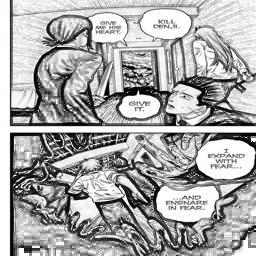 GIVE
ME HIS
HEART.
KILL
DENJI.
GIVE
IT.
I
EXPAND
WITH
FEAR...
...AND
ENSNARE
IN FEAR.